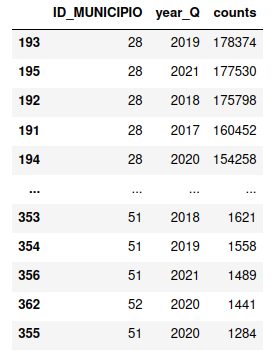 ID_MUNICIPIO year_Q counts
193 28 2019 178374
195 28 2021 177530
192 28 2018 175798
191 28 2017 160452
194 28 2020 154258
... ... ... ...
353 51 2018 1621
354 51 2019 1558
356 51 2021 1489
362 52 2020 1441
355 51 2020 1284